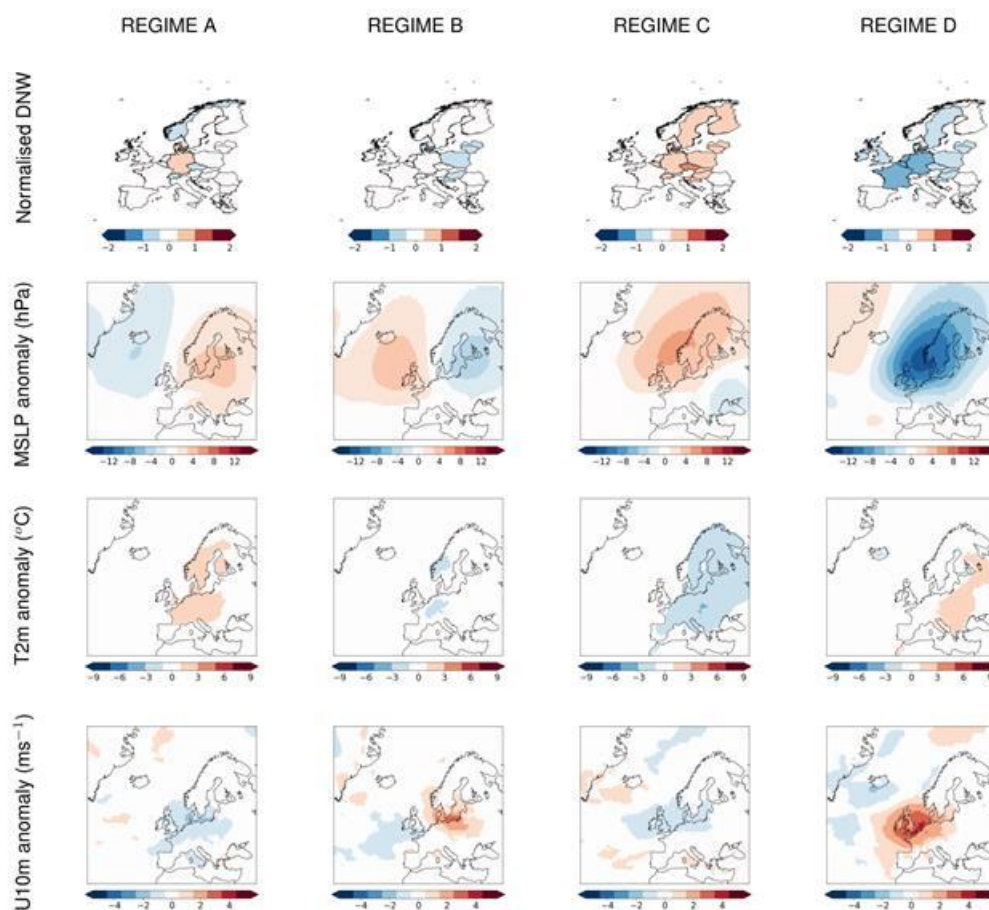 REGIME A REGIME B REGIME C REGIME D
Normalised DNW
−2 −1 0 1 2 −2 −1 0 1 2 −2 −1 0 1 2 −2 −1 0 1 2
MSLP anomaly (hPa)
−12 −8 −4 0 4 8 12 −12 −8 −4 0 4 8 12 −12 −8 −4 0 4 8 12 −12 −8 −4 0 4 8 12
T2m anomaly (°C)
−9 −6 −3 0 3 6 9 −9 −6 −3 0 3 6 9 −9 −6 −3 0 3 6 9 −9 −6 −3 0 3 6 9
U10m anomaly (ms⁻¹)
−4 −2 0 2 4 −4 −2 0 2 4 −4 −2 0 2 4 −4 −2 0 2 4